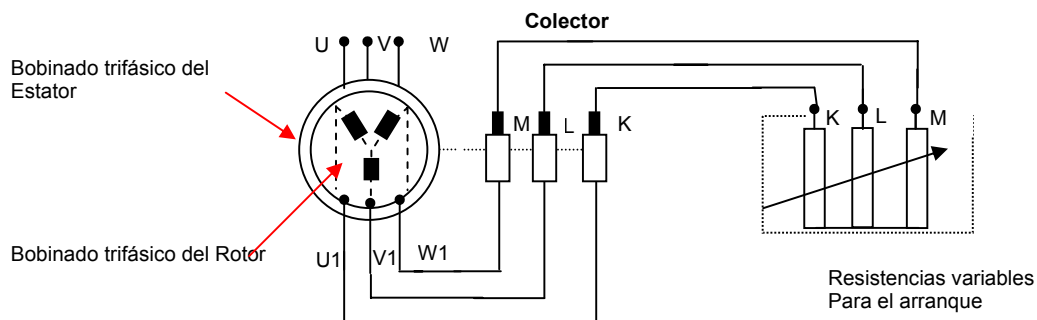 Colector
U V W
Bobinado trifásico del
Estator
M L K
K L M
Bobinado trifásico del Rotor
U1 V1 W1
Resistencias variables
Para el arranque